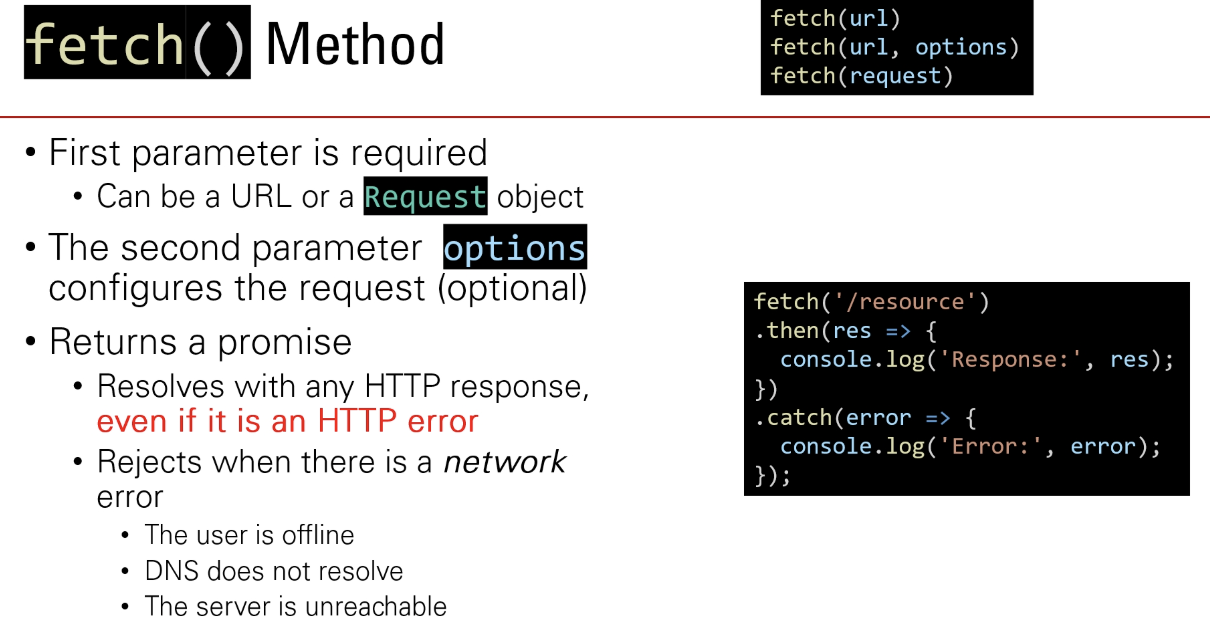 fetch() Method
fetch(url)
fetch(url, options)
fetch(request)
• First parameter is required
• Can be a URL or a Request object
• The second parameter options
configures the request (optional)
• Returns a promise
• Resolves with any HTTP response,
even if it is an HTTP error
• Rejects when there is a network
error
• The user is offline
• DNS does not resolve
• The server is unreachable
fetch('/resource')
.then(res => {
  console.log('Response:', res);
})
.catch(error => {
  console.log('Error:', error);
});